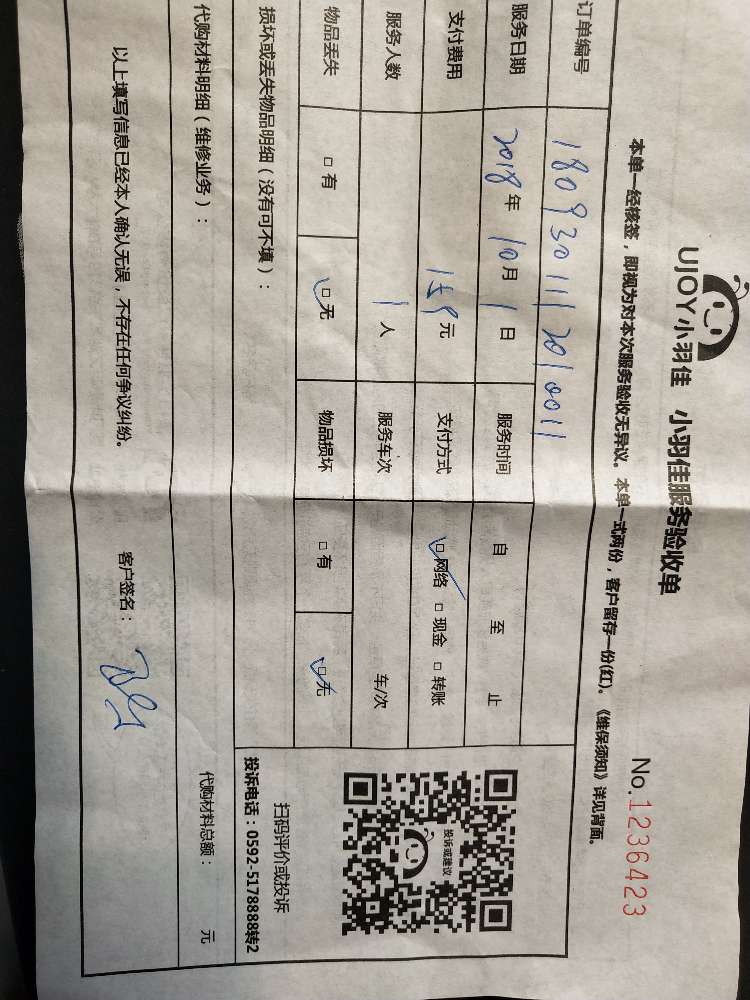 UJOY小羽佳 小羽佳服务验收单 No.1236423
本单一经核签，即视为对本次服务验收无异议。本单一式两份，客户留存一份(红)。《维保须知》详见背面。
订单编号 1809301112010011
服务日期 2018年10月1日 服务时间 自 至 止
支付费用 159元 支付方式 □网络 □现金 □转账
服务人数 1人 服务车次 车/次
物品丢失 □有 □无 物品损坏 □有 □无
损坏或丢失物品明细（没有可不填）：
投诉或建议
扫码评价或投诉
投诉电话：0592-5178888转2
代购材料明细（维修业务）： 代购材料总额： 元
以上填写信息已经本人确认无误，不存在任何争议纠纷。 客户签名：